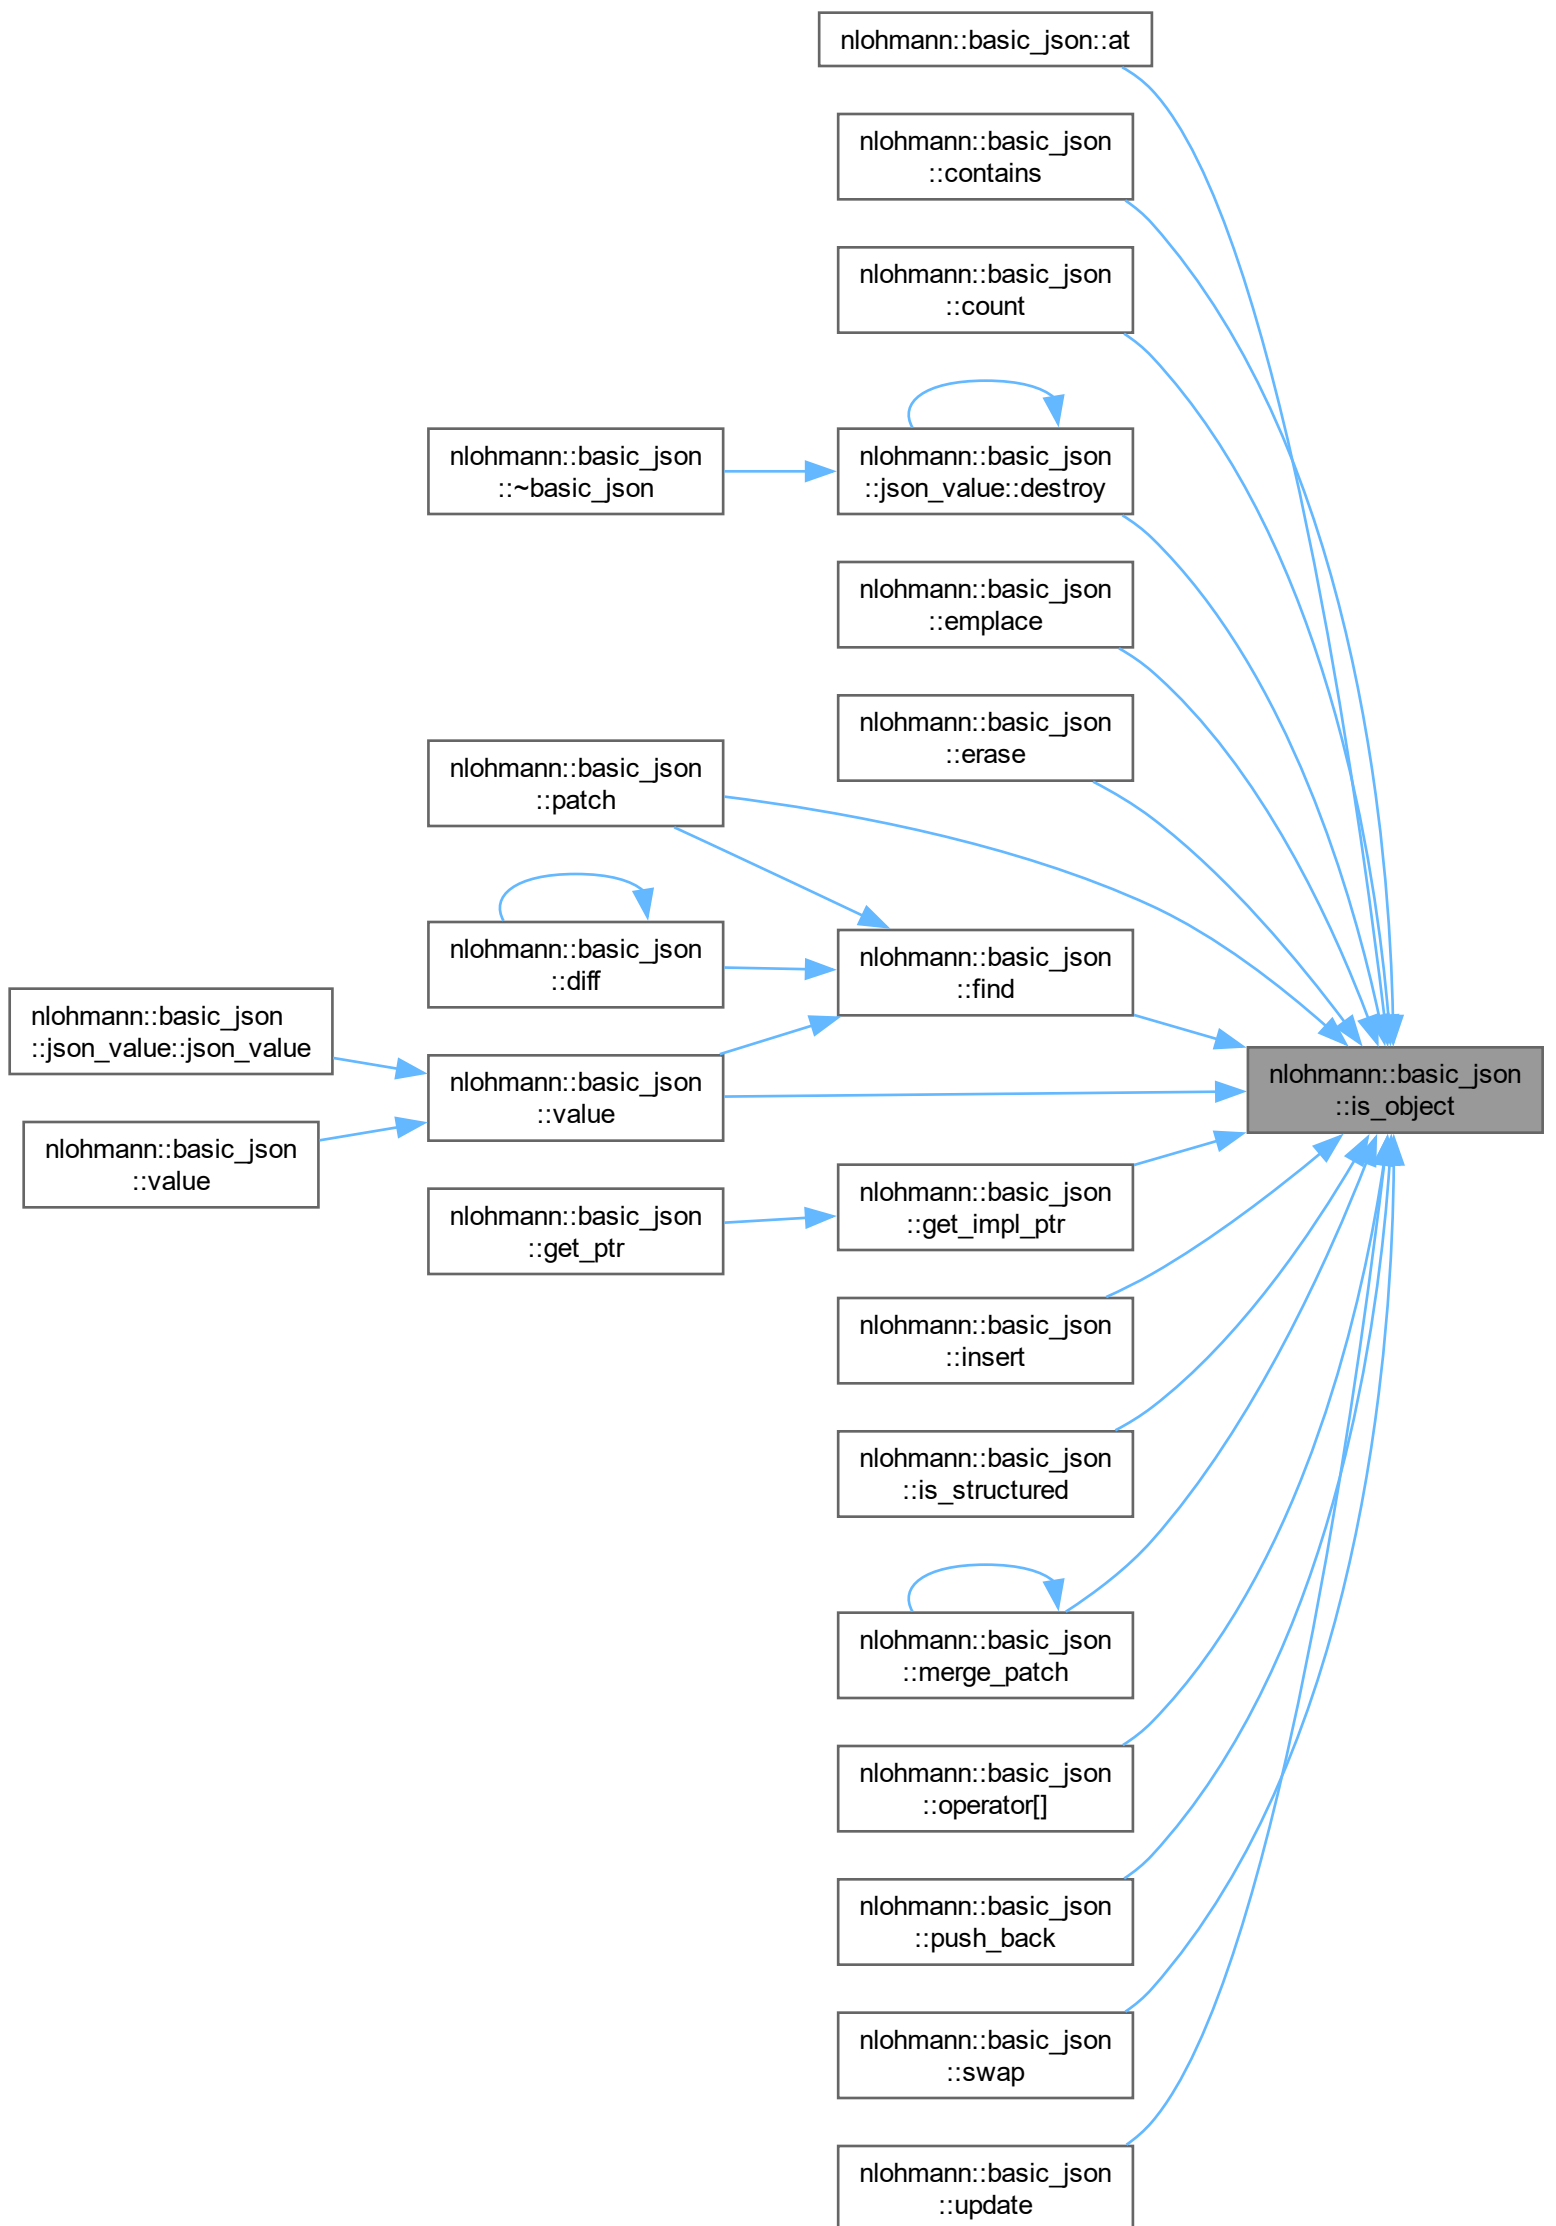 nlohmann::basic_json::at
nlohmann::basic_json
::contains
nlohmann::basic_json
::count
nlohmann::basic_json
::~basic_json
nlohmann::basic_json
::json_value::destroy
nlohmann::basic_json
::emplace
nlohmann::basic_json
::erase
nlohmann::basic_json
::patch
nlohmann::basic_json
::diff
nlohmann::basic_json
::find
nlohmann::basic_json
::json_value::json_value
nlohmann::basic_json
::value
nlohmann::basic_json
::is_object
nlohmann::basic_json
::value
nlohmann::basic_json
::get_ptr
nlohmann::basic_json
::get_impl_ptr
nlohmann::basic_json
::insert
nlohmann::basic_json
::is_structured
nlohmann::basic_json
::merge_patch
nlohmann::basic_json
::operator[]
nlohmann::basic_json
::push_back
nlohmann::basic_json
::swap
nlohmann::basic_json
::update